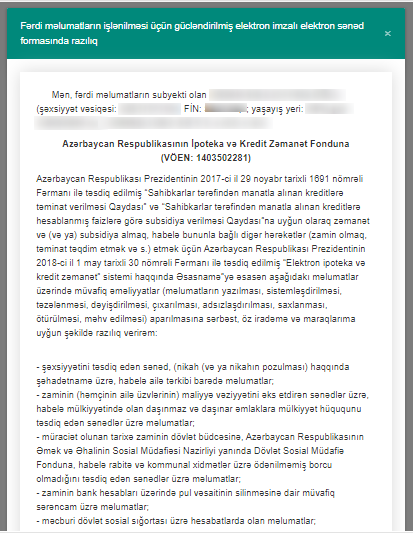 Fərdi məlumatların işlənilməsi üçün gücləndirilmiş elektron imzalı elektron sənəd
formasında razılıq
×
Mən, fərdi məlumatların subyekti olan
(şəxsiyyət vəsiqəsi: FİN: ; yaşayış yeri:
Azərbaycan Respublikasının İpoteka və Kredit Zəmanət Fonduna
(VÖEN: 1403502281)
Azərbaycan Respublikası Prezidentinin 2017-ci il 29 noyabr tarixli 1691 nömrəli
Fərmanı ilə təsdiq edilmiş “Sahibkarlar tərəfindən manatla alınan kreditlərə
təminat verilməsi Qaydası” və “Sahibkarlar tərəfindən manatla alınan kreditlərə
hesablanmış faizlərə görə subsidiya verilməsi Qaydası”na uyğun olaraq zəmanət
və (və ya) subsidiya almaq, habelə bununla bağlı digər hərəkətlər (zamin olmaq,
təminat təqdim etmək və s.) etmək üçün Azərbaycan Respublikası Prezidentinin
2018-ci il 1 may tarixli 30 nömrəli Fərmanı ilə təsdiq edilmiş “Elektron ipoteka və
kredit zəmanət” sistemi haqqında Əsasnamə”yə əsasən aşağıdakı məlumatlar
üzərində müvafiq əməliyyatlar (məlumatların yazılması, sistemləşdirilməsi,
təzələnməsi, dəyişdirilməsi, çıxarılması, adsızlaşdırılması, saxlanması,
ötürülməsi, məhv edilməsi) aparılmasına sərbəst, öz iradəmə və maraqlarıma
uyğun şəkildə razılıq verirəm:
- şəxsiyyətini təsdiq edən sənəd, (nikah (və ya nikahın pozulması) haqqında
şəhadətnamə üzrə, habelə ailə tərkibi barədə məlumatlar;
- zaminin (həmçinin ailə üzvlərinin) maliyyə vəziyyətini əks etdirən sənədlər üzrə,
habelə mülkiyyətində olan daşınmaz və daşınar əmlaklara mülkiyyət hüququnu
təsdiq edən sənədlər üzrə məlumatlar;
- müraciət olunan tarixə zaminin dövlət büdcəsinə, Azərbaycan Respublikasının
Əmək və Əhalinin Sosial Müdafiəsi Nazirliyi yanında Dövlət Sosial Müdafiə
Fonduna, habelə rabitə və kommunal xidmətlər üzrə ödənilməmiş borcu
olmadığını təsdiq edən sənədlər üzrə məlumatlar;
- zaminin bank hesabları üzərində pul vəsaitinin silinməsinə dair müvafiq
sərəncam üzrə məlumatlar;
- məcburi dövlət sosial sığortası üzrə hesabatlarda olan məlumatlar;